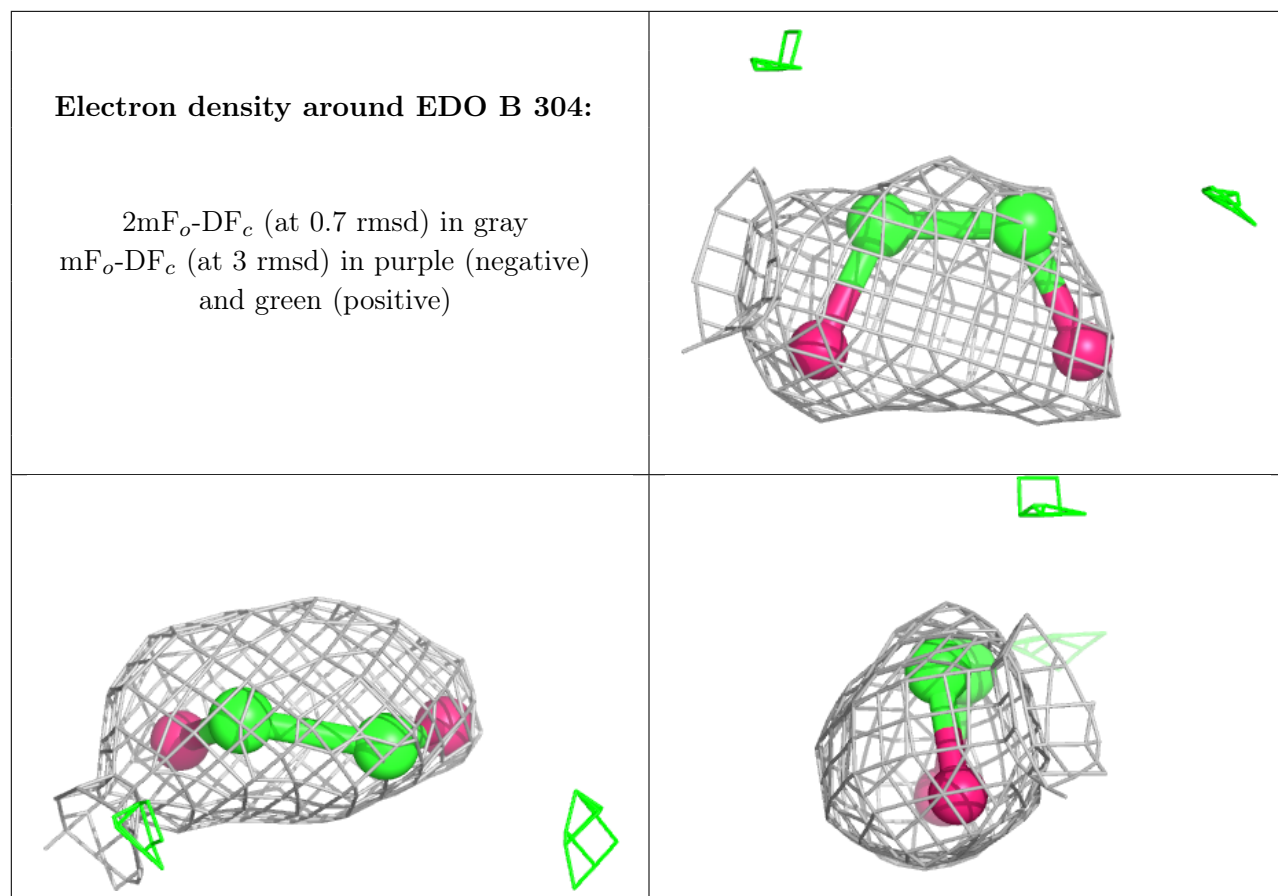 Electron density around EDO B 304:
2mFo-DFc (at 0.7 rmsd) in gray
mFo-DFc (at 3 rmsd) in purple (negative)
and green (positive)